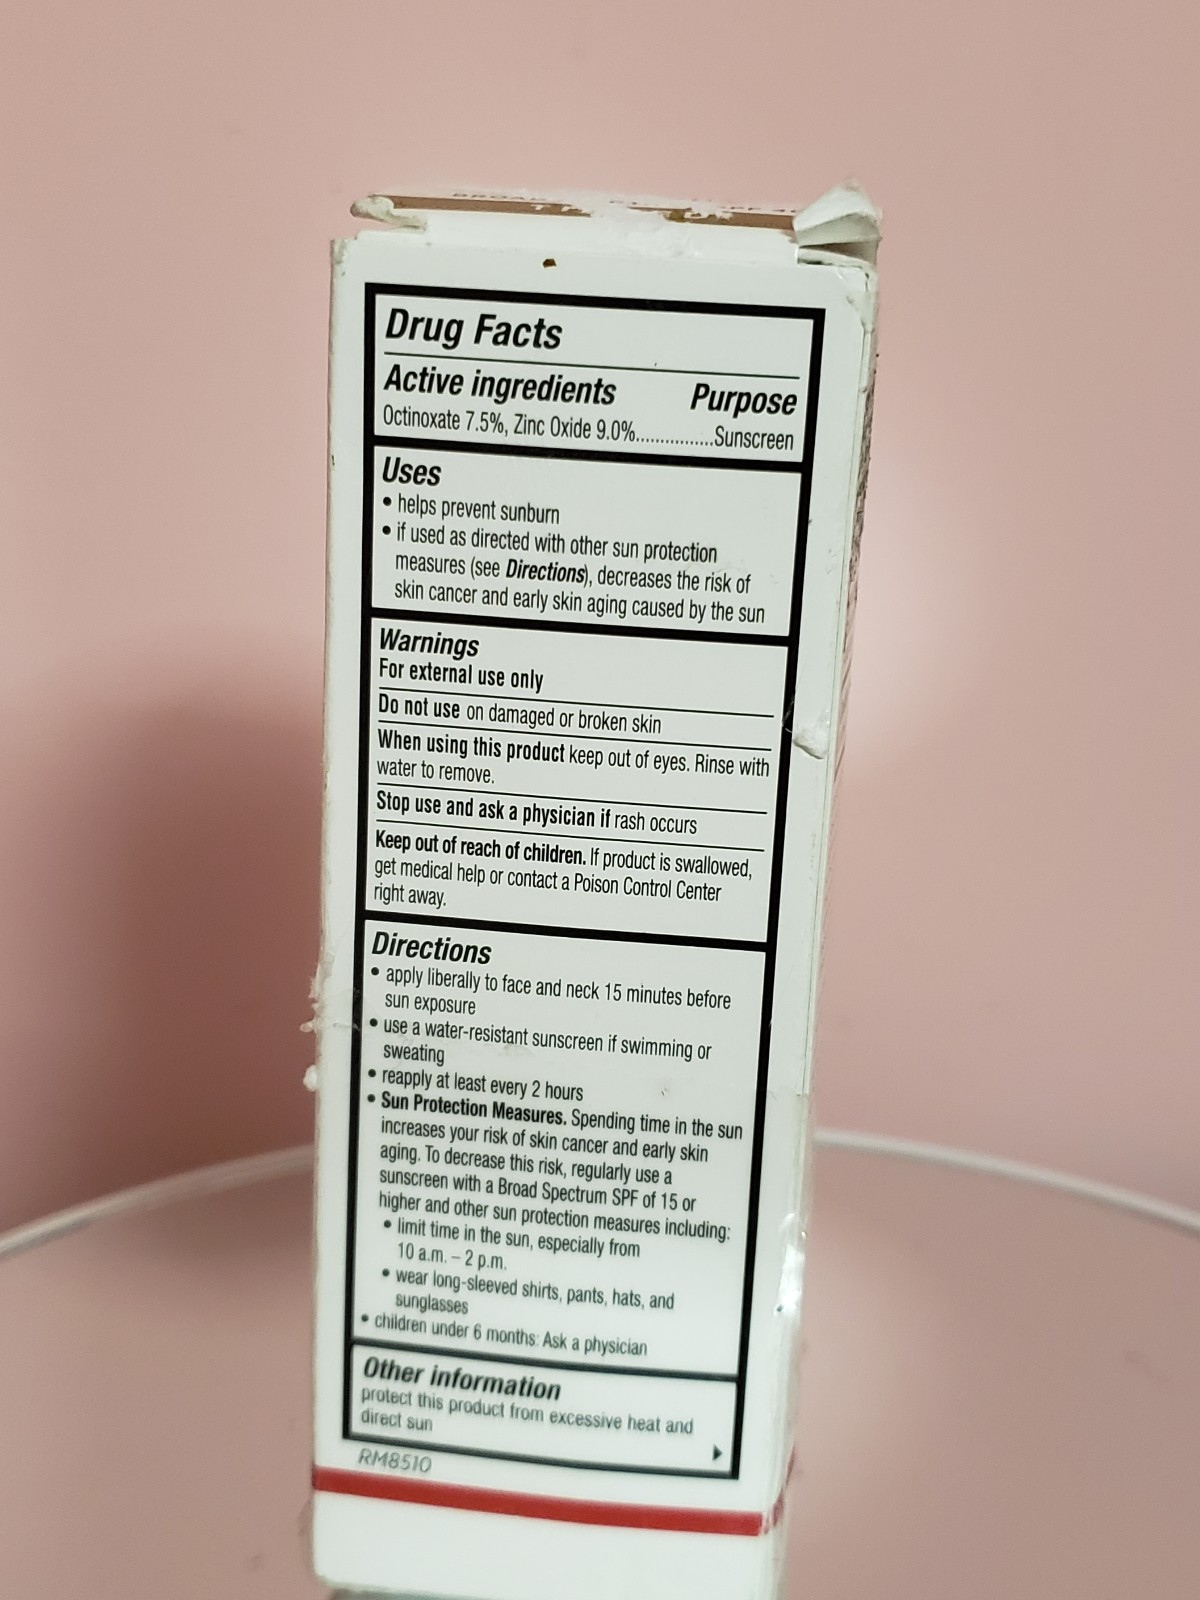 Drug Facts
Active ingredients Purpose
Octinoxate 7.5%, Zinc Oxide 9.0%................Sunscreen
Uses
• helps prevent sunburn
• if used as directed with other sun protection
measures (see Directions), decreases the risk of
skin cancer and early skin aging caused by the sun
Warnings
For external use only
Do not use on damaged or broken skin
When using this product keep out of eyes. Rinse with
water to remove.
Stop use and ask a physician if rash occurs
Keep out of reach of children. If product is swallowed,
get medical help or contact a Poison Control Center
right away.
Directions
• apply liberally to face and neck 15 minutes before
sun exposure
• use a water-resistant sunscreen if swimming or
sweating
• reapply at least every 2 hours
• Sun Protection Measures. Spending time in the sun
increases your risk of skin cancer and early skin
aging. To decrease this risk, regularly use a
sunscreen with a Broad Spectrum SPF of 15 or
higher and other sun protection measures including:
• limit time in the sun, especially from
10 a.m. – 2 p.m.
• wear long-sleeved shirts, pants, hats, and
sunglasses
• children under 6 months: Ask a physician
Other information
protect this product from excessive heat and
direct sun
RM8510